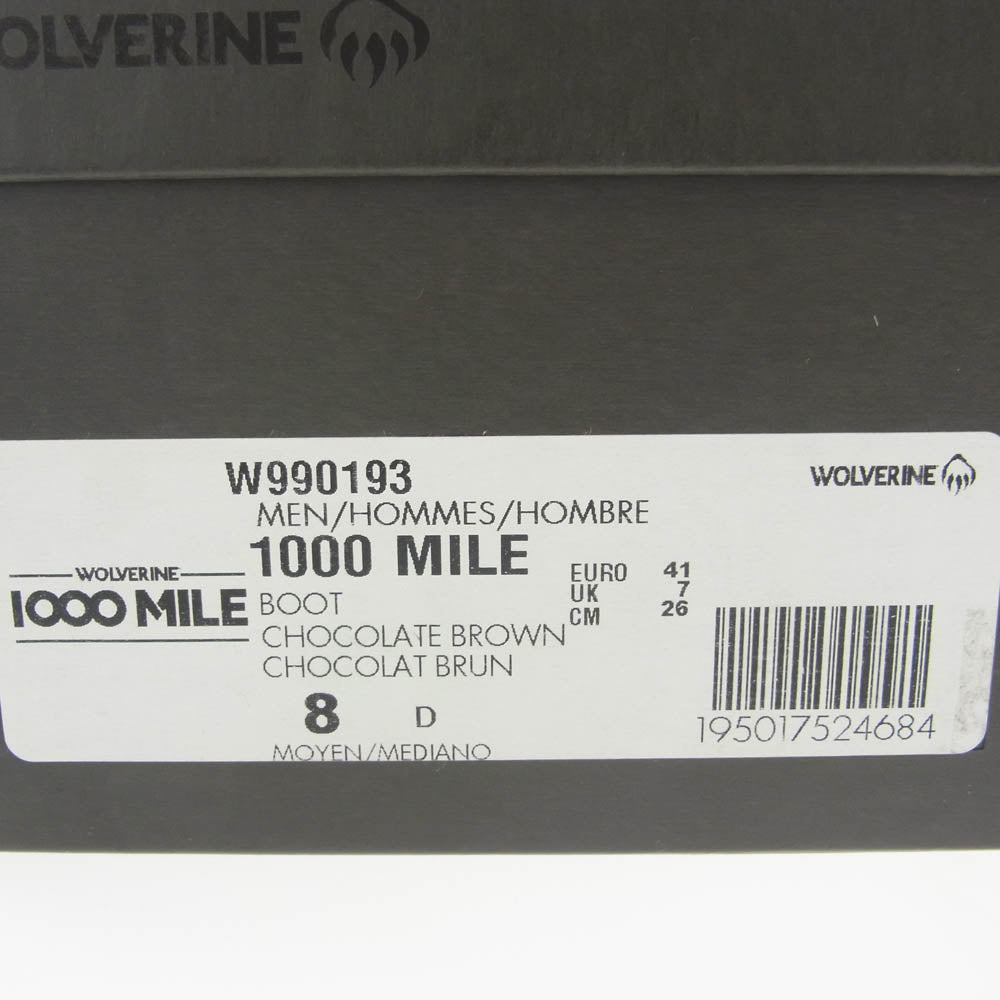 OLVERINE
W990193
WOLVERINE
MEN/HOMMES/HOMBRE
1000 MILE
WOLVERINE
1000 MILE
BOOT
CHOCOLATE BROWN
CHOCOLAT BRUN
EURO 41
UK 7
CM 26
8 D
MOYEN/MEDIANO
195017524684